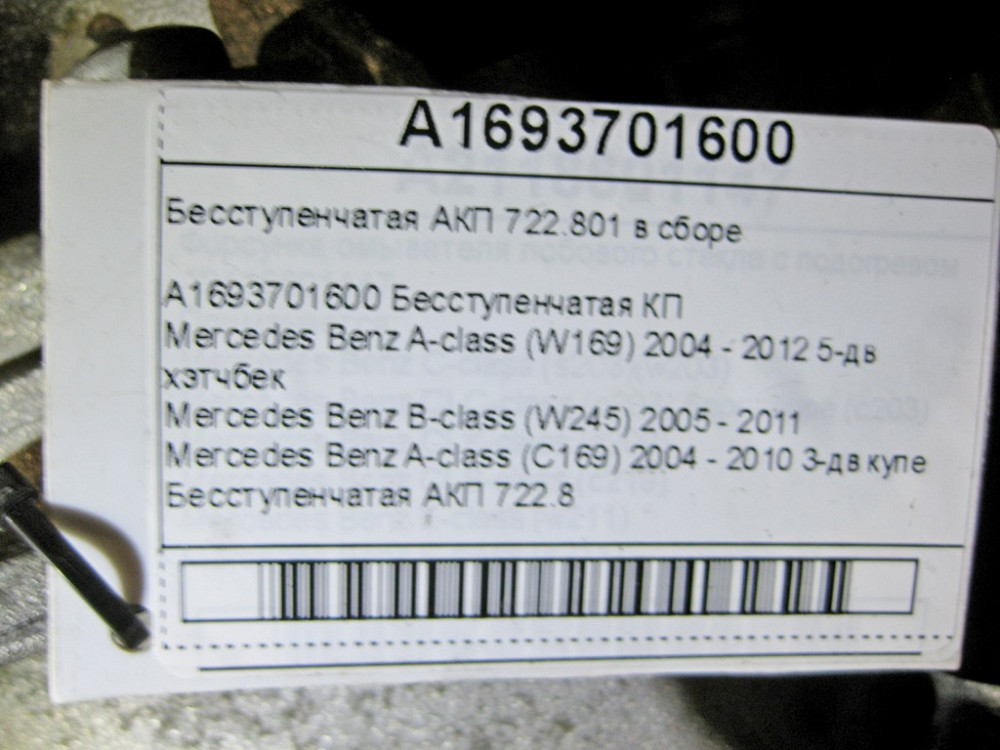 A1693701600
Бесступенчатая АКП 722.801 в сборе
A1693701600 Бесступенчатая КП
Mercedes Benz A-class (W169) 2004 - 2012 5-дв
хэтчбек
Mercedes Benz B-class (W245) 2005 - 2011
Mercedes Benz A-class (C169) 2004 - 2010 3-дв купе
Бесступенчатая АКП 722.8